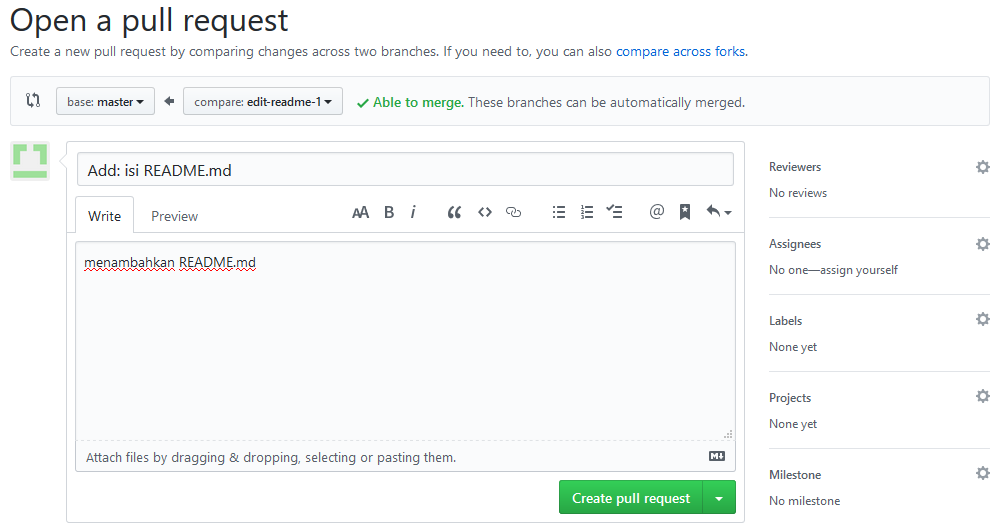 Open a pull request
Create a new pull request by comparing changes across two branches. If you need to, you can also compare across forks.
base: master
compare: edit-readme-1
Able to merge. These branches can be automatically merged.
Add: isi README.md
Write
Preview
AA B i
@
menambahkan README.md
Attach files by dragging & dropping, selecting or pasting them.
M
Create pull request
Reviewers
No reviews
Assignees
No one—assign yourself
Labels
None yet
Projects
None yet
Milestone
No milestone